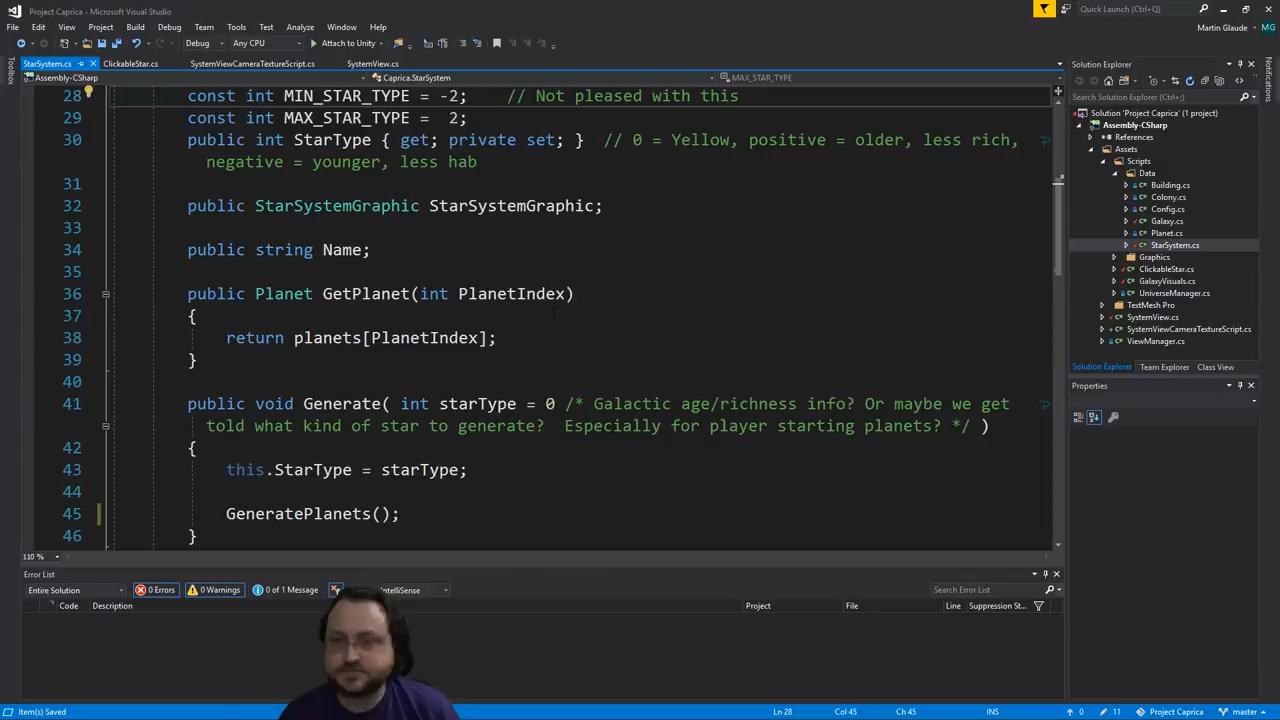 Project Caprica - Microsoft Visual Studio
Quick Launch (Ctrl+Q)
File Edit View Project Build Debug Team Tools Architecture Test Analyze Window Help
Martin Glaude MG
Debug Any CPU Attach to Unity
Toolbox
StarSystem.cs ClickableStar.cs SystemViewCameraTextureScript.cs SystemView.cs
Assembly-CSharp Caprica.StarSystem MAX_STAR_TYPE
28 const int MIN_STAR_TYPE = -2; // Not pleased with this
29 const int MAX_STAR_TYPE = 2;
30 public int StarType { get; private set; } // 0 = Yellow, positive = older, less rich,
negative = younger, less hab
31
32 public StarSystemGraphic StarSystemGraphic;
33
34 public string Name;
35
36 public Planet GetPlanet(int PlanetIndex)
37 {
38 return planets[PlanetIndex];
39 }
40
41 public void Generate( int starType = 0 /* Galactic age/richness info? Or maybe we get
told what kind of star to generate? Especially for player starting planets? */ )
42 {
43 this.StarType = starType;
44
45 GeneratePlanets();
46 }
110 %
Error List
Entire Solution 0 Errors 0 Warnings 0 of 1 Message IntelliSense
Search Error List
Code Description Project File Line Suppression St...
Solution Explorer
Search Solution Explorer (Ctrl+;)
Solution 'Project Caprica' (1 project)
Assembly-CSharp
References
Assets
Scripts
Data
Building.cs
Colony.cs
Config.cs
Galaxy.cs
Planet.cs
StarSystem.cs
Graphics
ClickableStar.cs
GalaxyVisuals.cs
UniverseManager.cs
TextMesh Pro
SystemView.cs
SystemViewCameraTextureScript.cs
ViewManager.cs
Solution Explorer Team Explorer Class View
Properties
Notifications
Item(s) Saved Ln 28 Col 45 Ch 45 INS 0 11 Project Caprica master